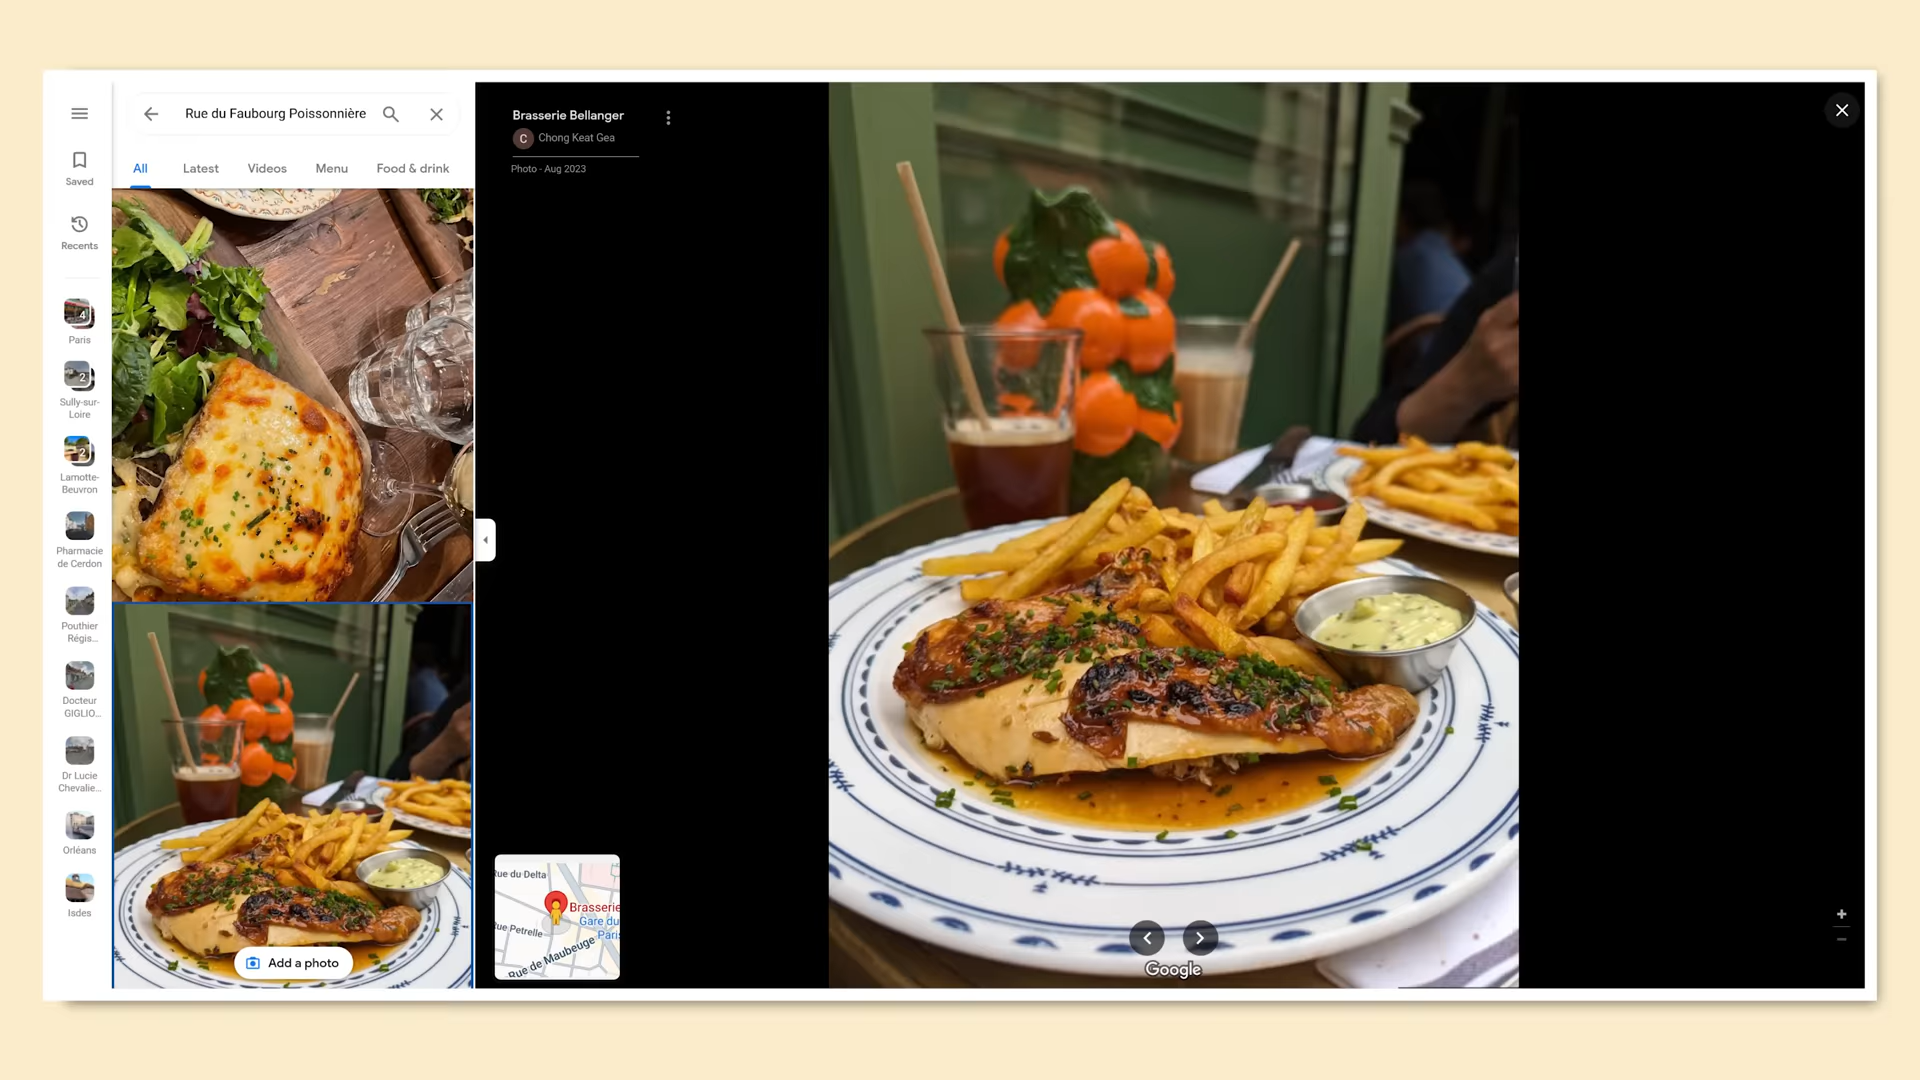 Rue du Faubourg Poissonnière
Saved
Recents
4
Paris
2
Sully-sur-
Loire
2
Lamotte-
Beuvron
Pharmacie
de Cerdon
Pouthier
Régis...
Docteur
GIGLIO...
Dr Lucie
Chevalie...
Orléans
Isdes
All
Latest
Videos
Menu
Food & drink
Add a photo
Brasserie Bellanger
C
Chong Keat Gea
Photo - Aug 2023
Rue du Delta
Brasserie
Gare du
Paris
Rue Petrelle
Rue de Maubeuge
Google